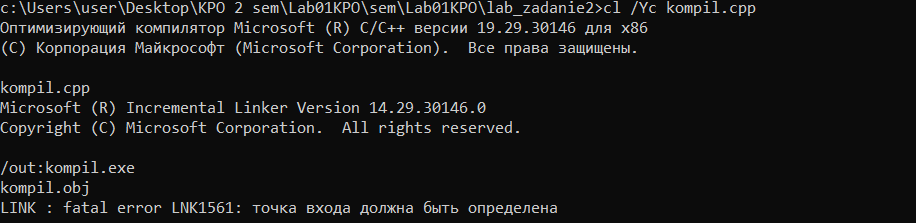 c:\Users\user\Desktop\KPO 2 sem\Lab01KPO\sem\Lab01KPO\lab_zadanie2>cl /Yc kompil.cpp
Оптимизирующий компилятор Microsoft (R) C/C++ версии 19.29.30146 для x86
(C) Корпорация Майкрософт (Microsoft Corporation).  Все права защищены.
kompil.cpp
Microsoft (R) Incremental Linker Version 14.29.30146.0
Copyright (C) Microsoft Corporation.  All rights reserved.
/out:kompil.exe
kompil.obj
LINK : fatal error LNK1561: точка входа должна быть определена